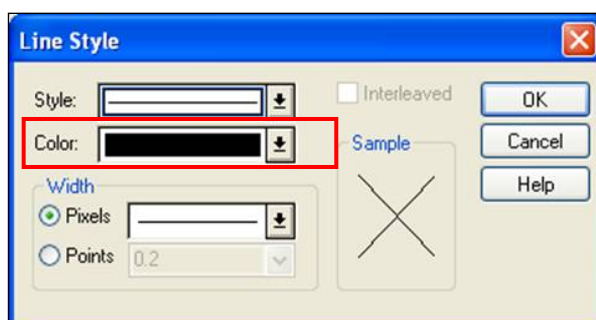 Line Style
Style:
Interleaved
OK
Color:
Sample
Cancel
Width
Help
Pixels
Points
0.2